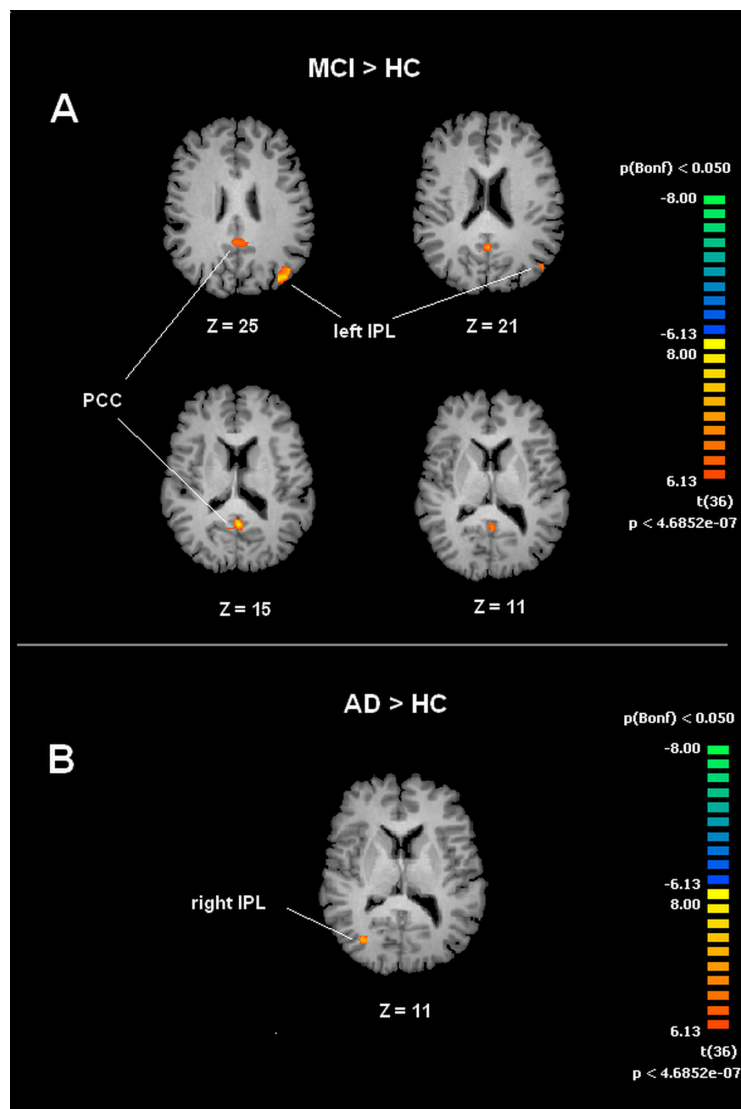 MCI > HC
A
p(Bonf) < 0.050
-8.00
-6.13
8.00
6.13
t(36)
p < 4.6852e-07
Z = 25
left IPL
Z = 21
PCC
Z = 15
Z = 11
AD > HC
B
p(Bonf) < 0.050
-8.00
-6.13
8.00
6.13
t(36)
p < 4.6852e-07
right IPL
Z = 11